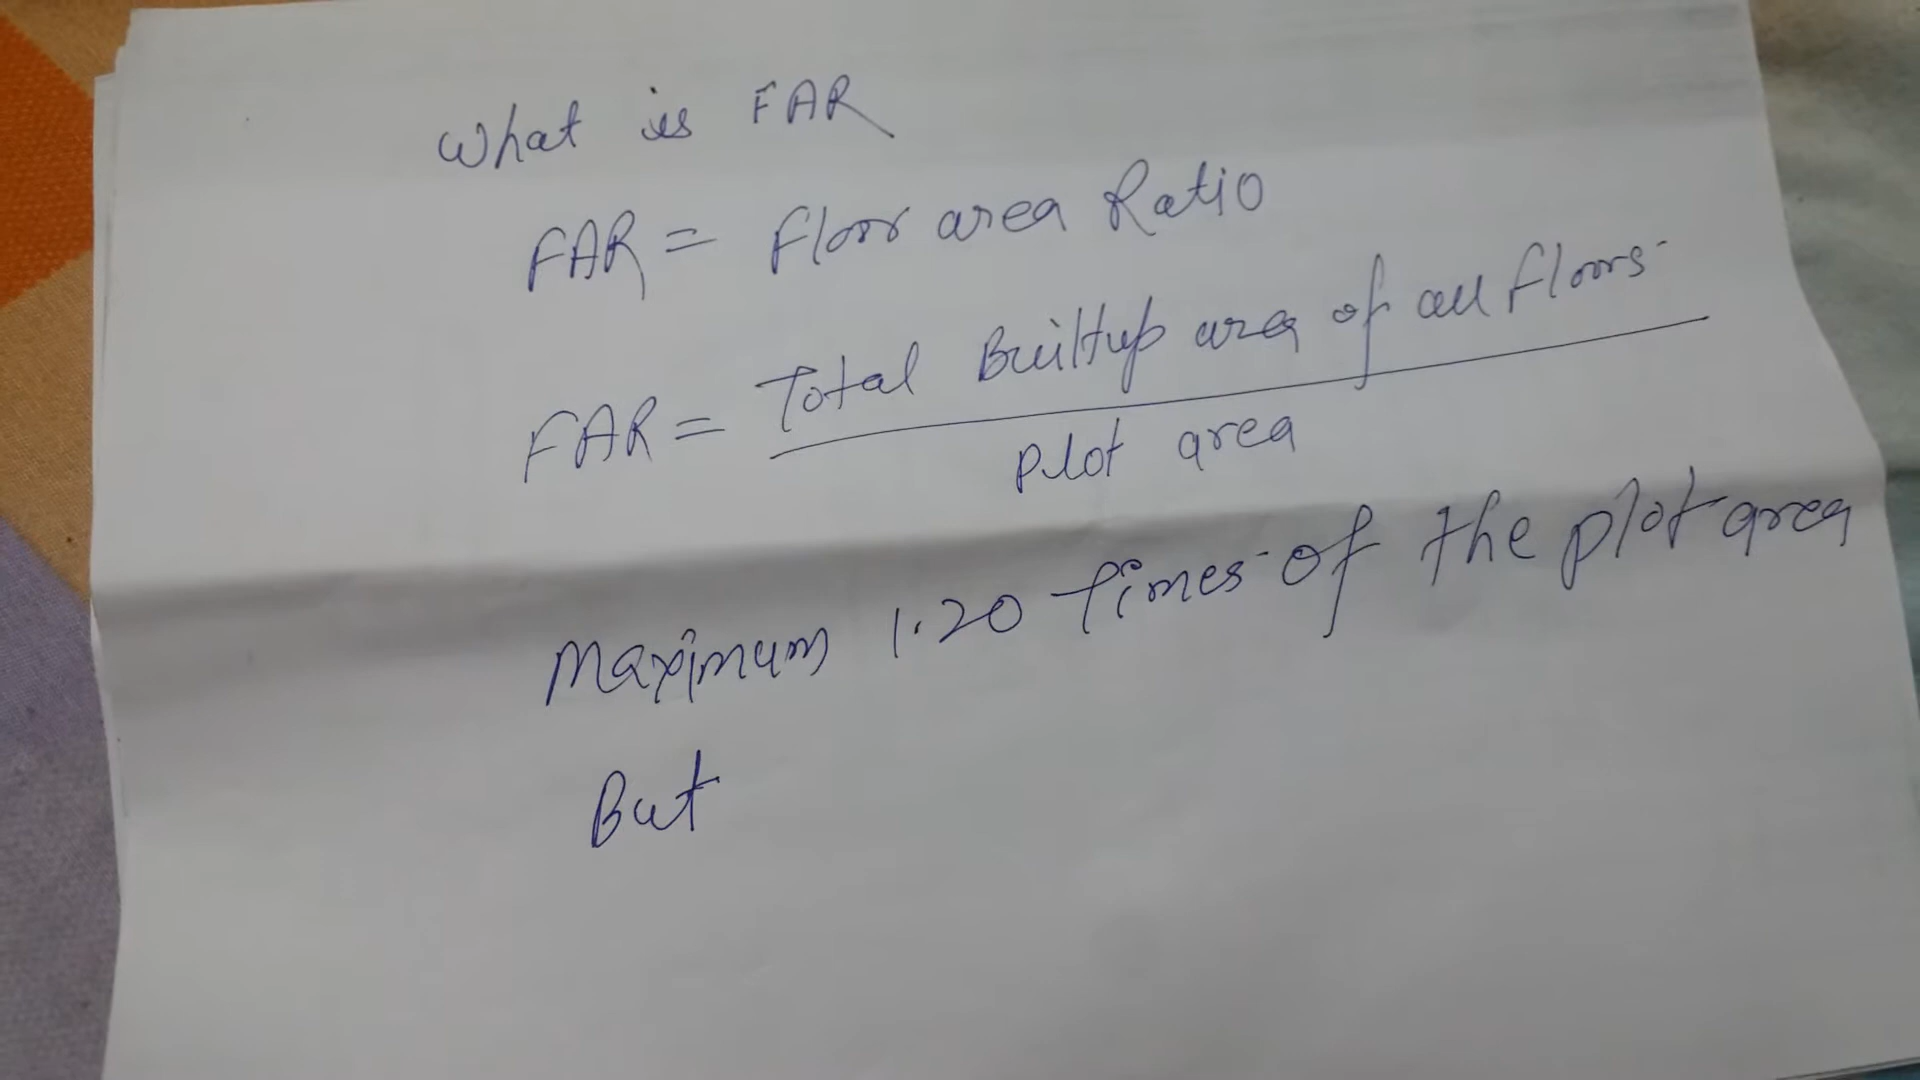 What is FAR
FAR = Floor area Ratio
FAR = Total Builtup area of all floors
Plot area
Maximum 1.20 times of the plot area
But